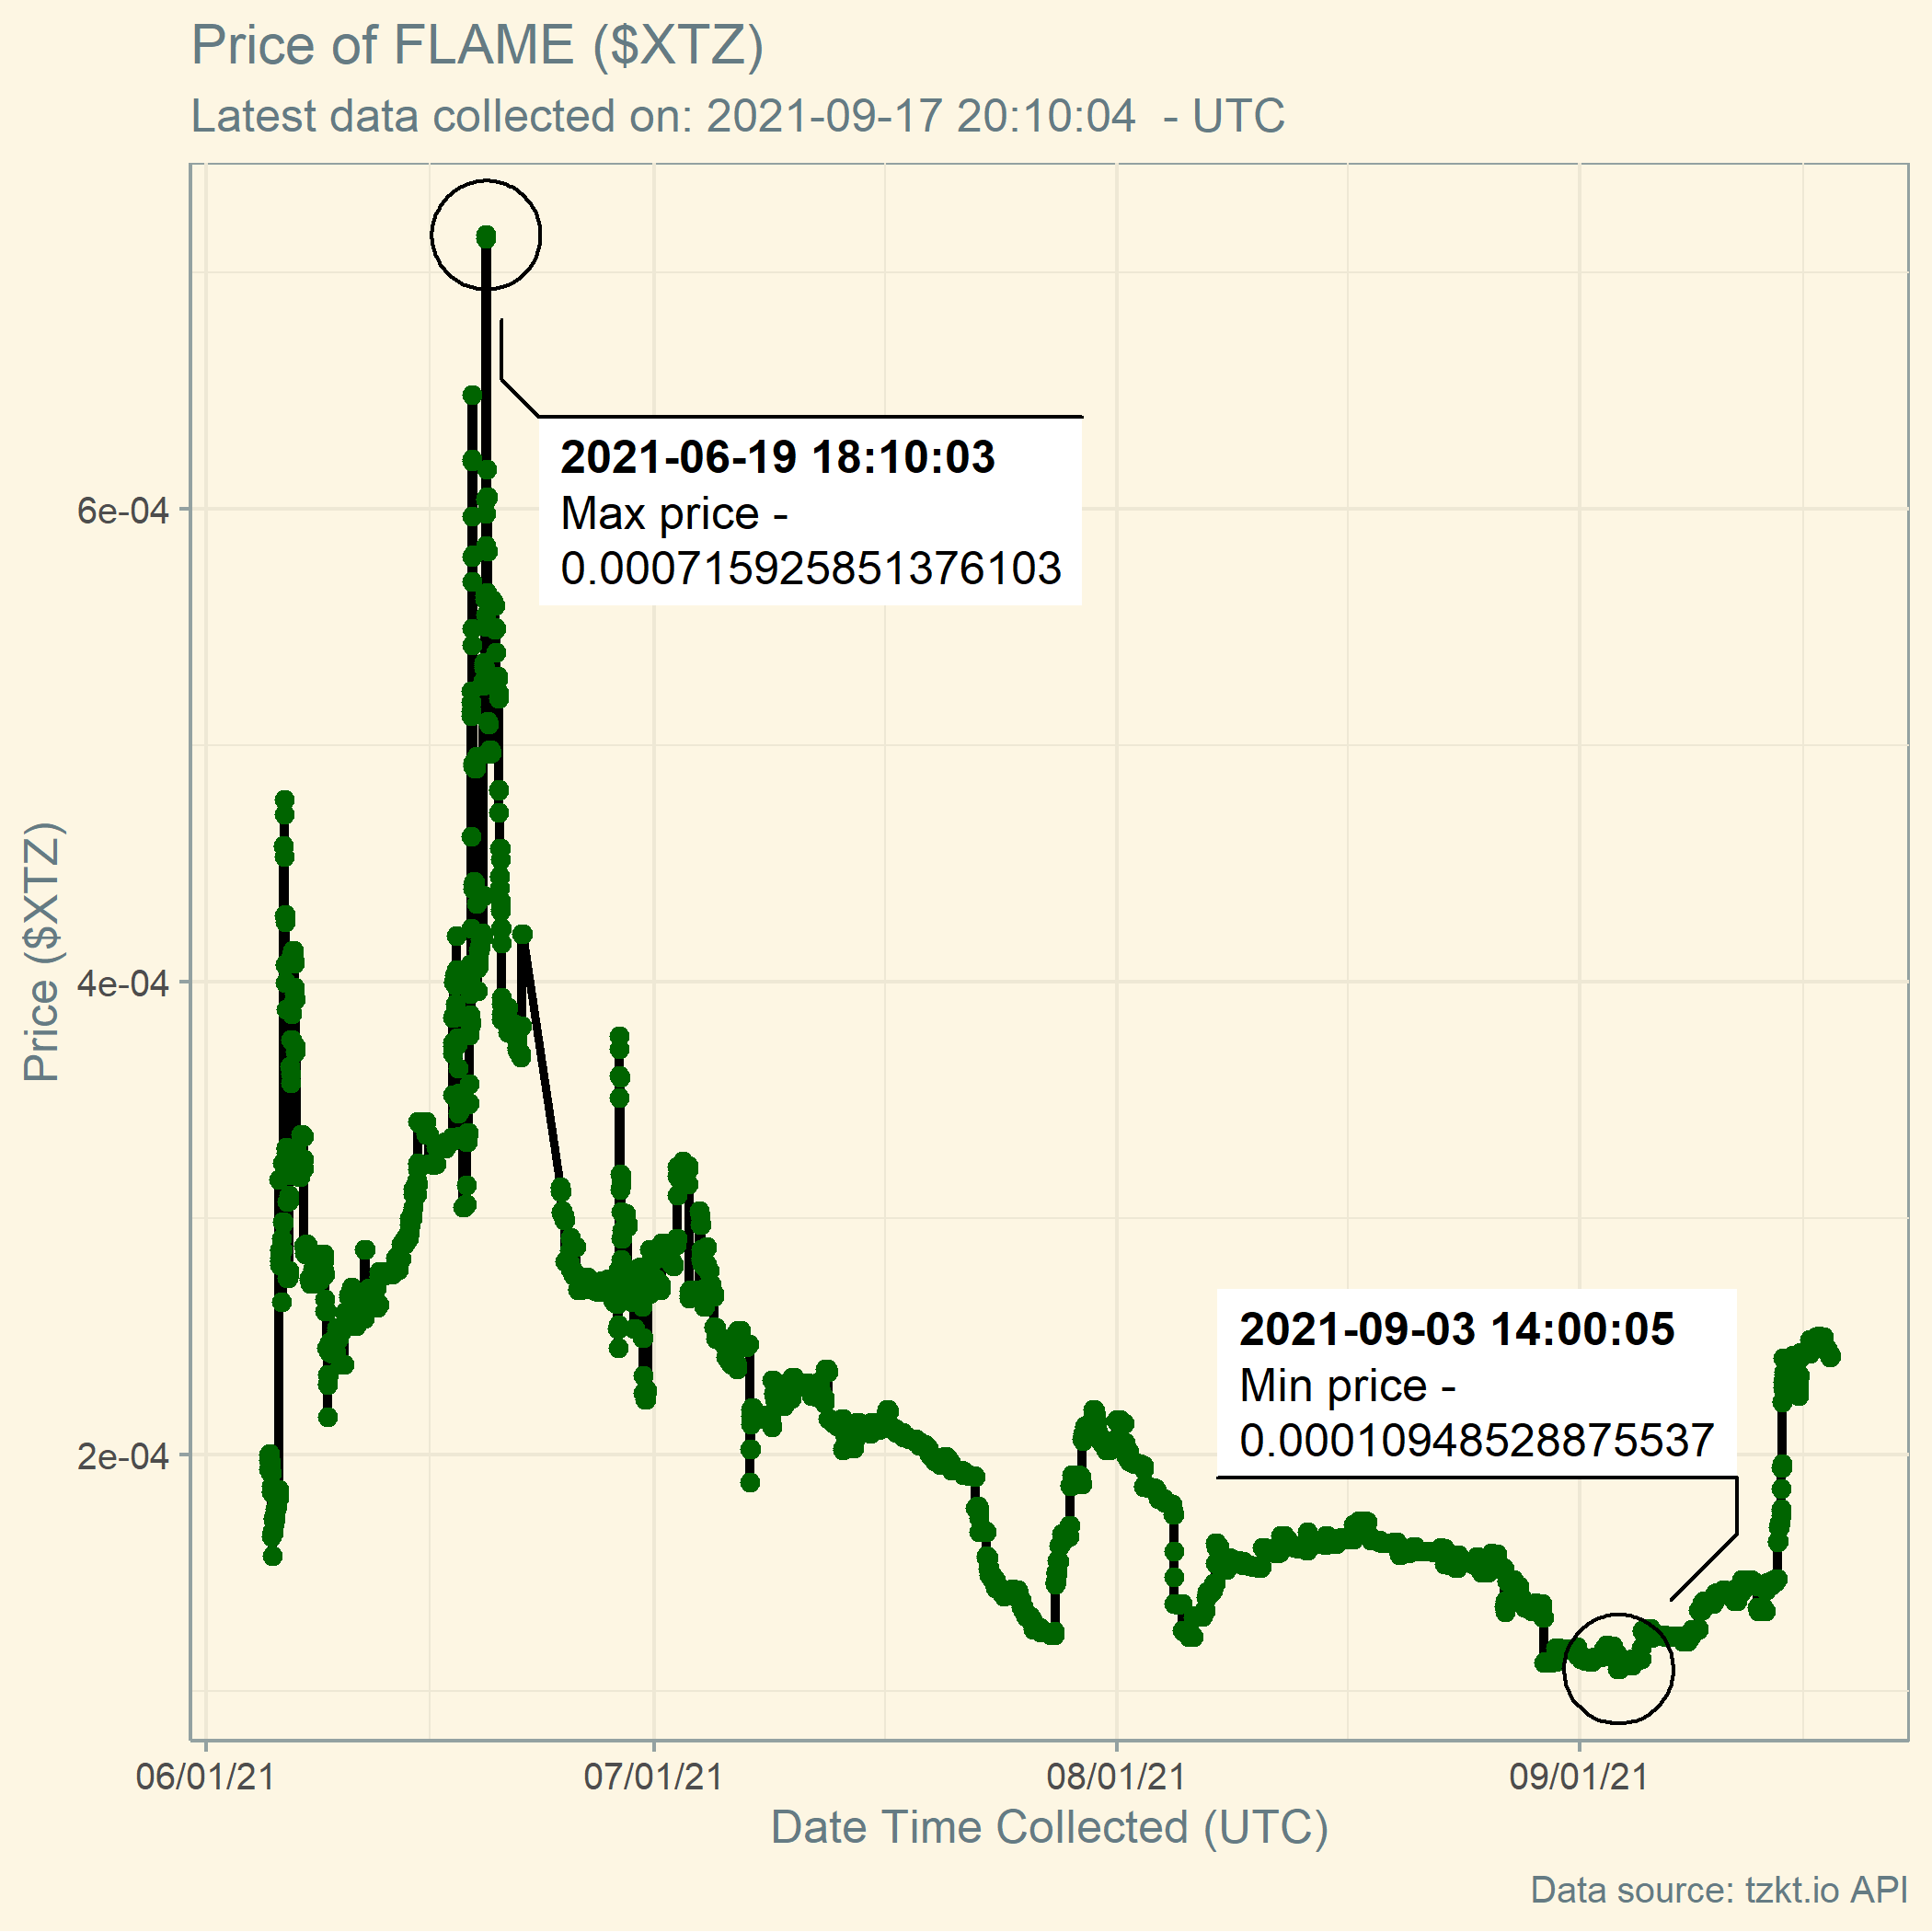 Price of FLAME ($XTZ)
Latest data collected on: 2021-09-17 20:10:04  - UTC
2021-06-19 18:10:03
Max price -
0.000715925851376103
6e-04
4e-04
2e-04
Price ($XTZ)
2021-09-03 14:00:05
Min price -
0.00010948528875537
06/01/21
07/01/21
08/01/21
09/01/21
Date Time Collected (UTC)
Data source: tzkt.io API